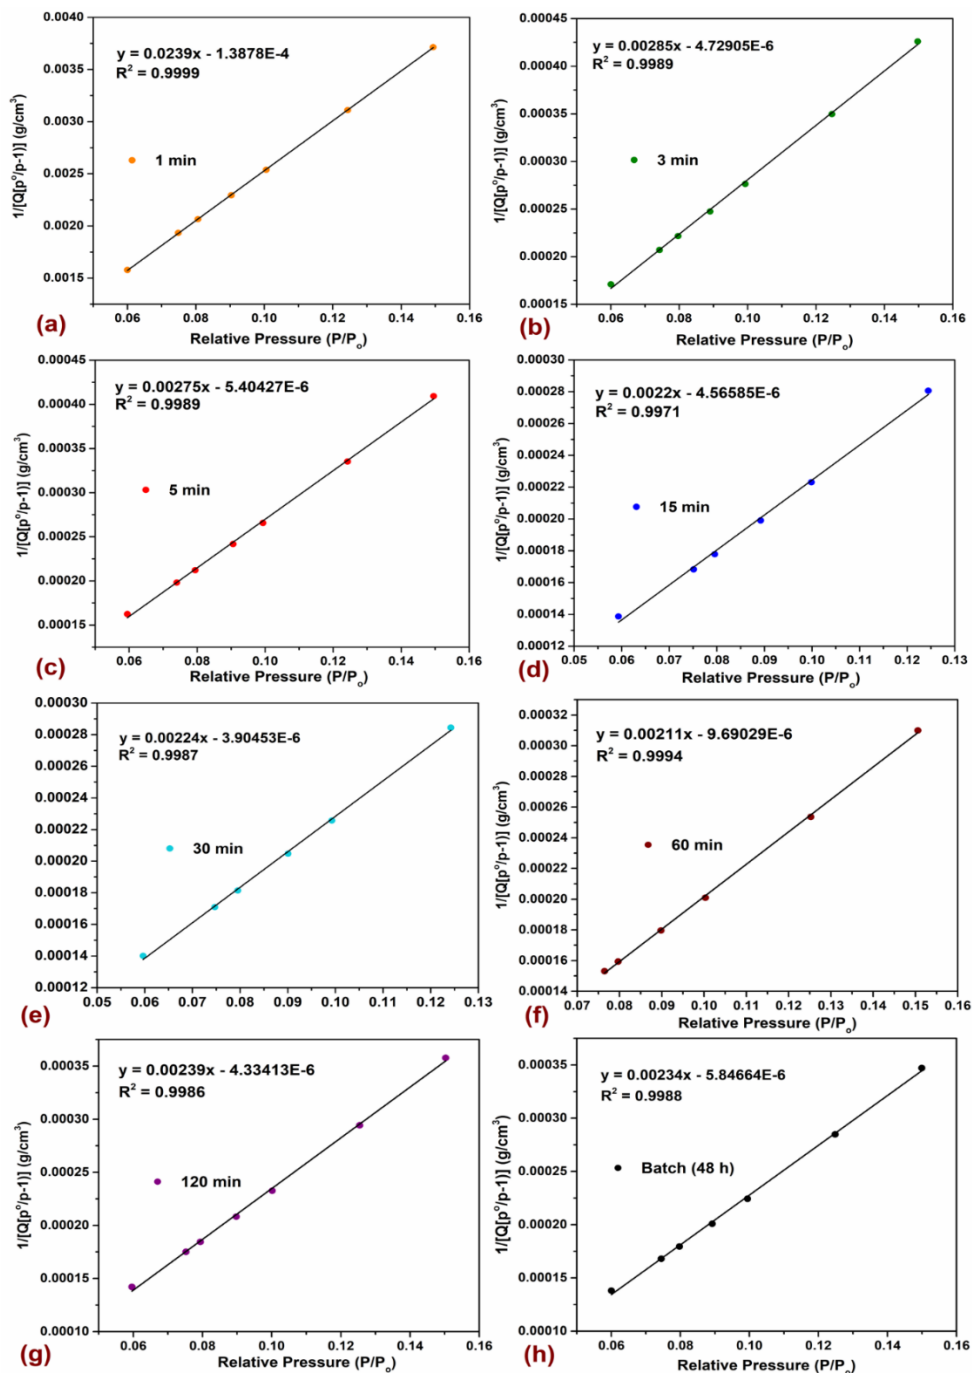 0.0040
0.0035
0.0030
0.0025
0.0020
0.0015
1/[Q[p°/p-1)] (g/cm³)
y = 0.0239x - 1.3878E-4
R² = 0.9999
1 min
0.06 0.08 0.10 0.12 0.14 0.16
Relative Pressure (P/Pₒ)
(a)
0.00045
0.00040
0.00035
0.00030
0.00025
0.00020
0.00015
1/[Q[p°/p-1)] (g/cm³)
y = 0.00285x - 4.72905E-6
R² = 0.9989
3 min
0.06 0.08 0.10 0.12 0.14 0.16
Relative Pressure (P/Pₒ)
(b)
0.00045
0.00040
0.00035
0.00030
0.00025
0.00020
0.00015
1/[Q[p°/p-1)] (g/cm³)
y = 0.00275x - 5.40427E-6
R² = 0.9989
5 min
0.06 0.08 0.10 0.12 0.14 0.16
Relative Pressure (P/Pₒ)
(c)
0.00030
0.00028
0.00026
0.00024
0.00022
0.00020
0.00018
0.00016
0.00014
0.00012
1/[Q[p°/p-1)] (g/cm³)
y = 0.0022x - 4.56585E-6
R² = 0.9971
15 min
0.05 0.06 0.07 0.08 0.09 0.10 0.11 0.12 0.13
Relative Pressure (P/Pₒ)
(d)
0.00030
0.00028
0.00026
0.00024
0.00022
0.00020
0.00018
0.00016
0.00014
0.00012
1/[Q[p°/p-1)] (g/cm³)
y = 0.00224x - 3.90453E-6
R² = 0.9987
30 min
0.05 0.06 0.07 0.08 0.09 0.10 0.11 0.12 0.13
Relative Pressure (P/Pₒ)
(e)
0.00032
0.00030
0.00028
0.00026
0.00024
0.00022
0.00020
0.00018
0.00016
0.00014
1/[Q[p°/p-1)] (g/cm³)
y = 0.00211x - 9.69029E-6
R² = 0.9994
60 min
0.07 0.08 0.09 0.10 0.11 0.12 0.13 0.14 0.15 0.16
Relative Pressure (P/Pₒ)
(f)
0.00035
0.00030
0.00025
0.00020
0.00015
0.00010
1/[Q[p°/p-1)] (g/cm³)
y = 0.00239x - 4.33413E-6
R² = 0.9986
120 min
0.06 0.08 0.10 0.12 0.14 0.16
Relative Pressure (P/Pₒ)
(g)
0.00035
0.00030
0.00025
0.00020
0.00015
0.00010
1/[Q[p°/p-1)] (g/cm³)
y = 0.00234x - 5.84664E-6
R² = 0.9988
Batch (48 h)
0.06 0.08 0.10 0.12 0.14 0.16
Relative Pressure (P/Pₒ)
(h)